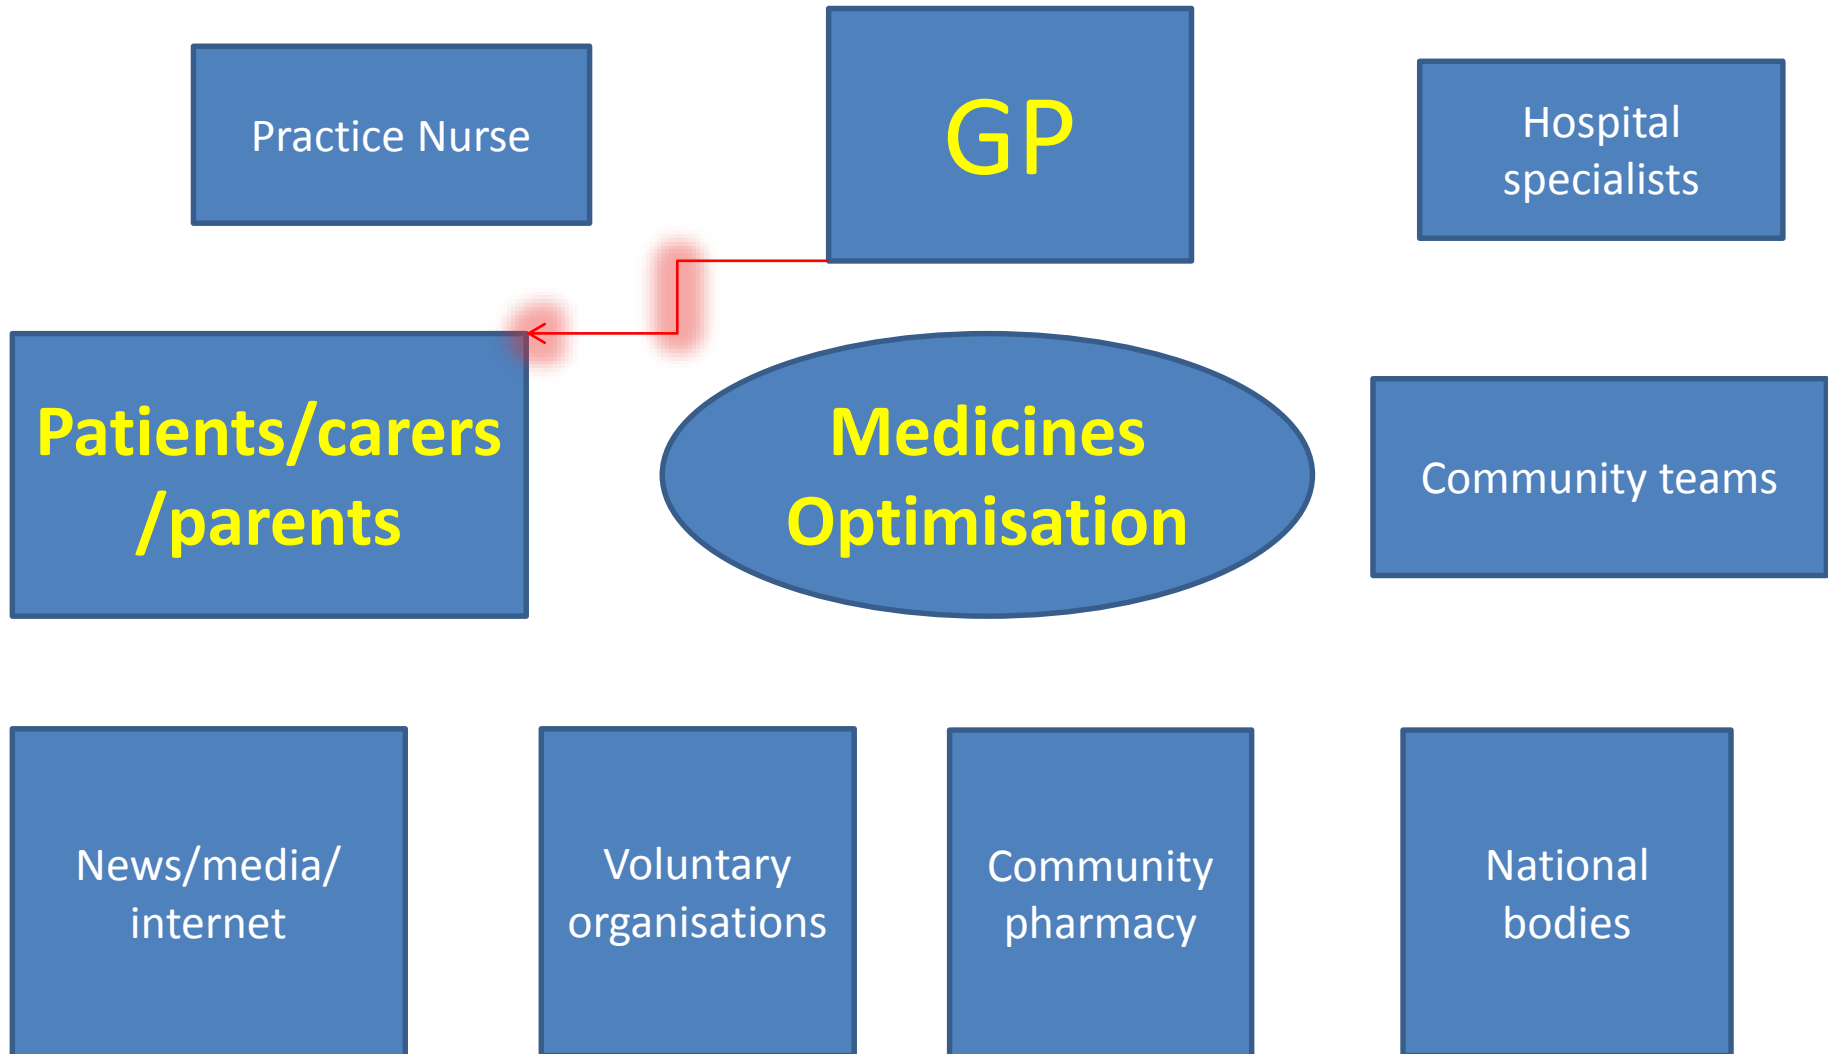 Practice Nurse
GP
Hospital
specialists
Patients/carers
/parents
Medicines
Optimisation
Community teams
News/media/
internet
Voluntary
organisations
Community
pharmacy
National
bodies